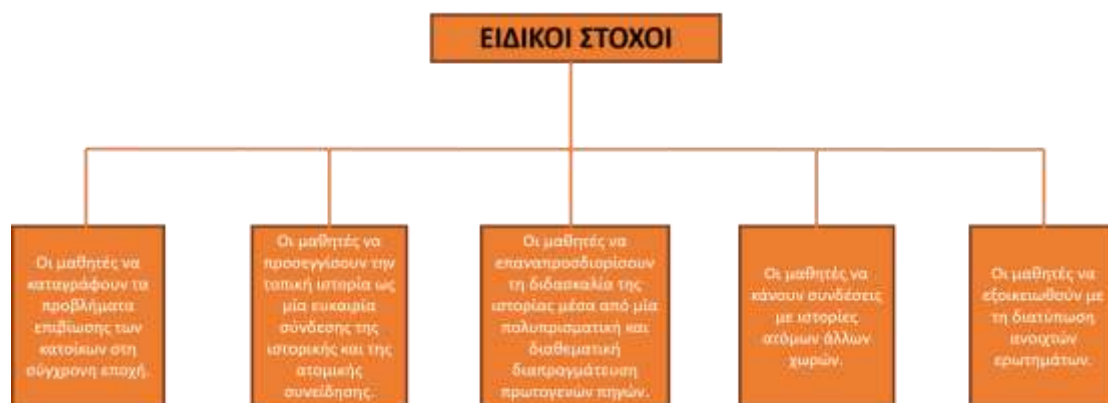 ΕΙΔΙΚΟΙ ΣΤΟΧΟΙ
Οι μαθητές να
καταγράφουν τα
προβλήματα
επιβίωσης των
κατοίκων στη
σύγχρονη εποχή.
Οι μαθητές να
προσεγγίσουν την
τοπική ιστορία ως
μία ευκαιρία
σύνδεσης της
ιστορικής και της
ατομικής
συνείδησης.
Οι μαθητές να
επαναπροσδιορίσουν
τη διδασκαλία της
ιστορίας μέσα από μία
πολυπρισματική και
διαθεματική
διαπραγμάτευση
πρωτογενών πηγών.
Οι μαθητές να
κάνουν συνδέσεις
με ιστορίες
ατόμων άλλων
χωρών.
Οι μαθητές να
εξοικειωθούν με
τη διατύπωση
ανοιχτών
ερωτημάτων.